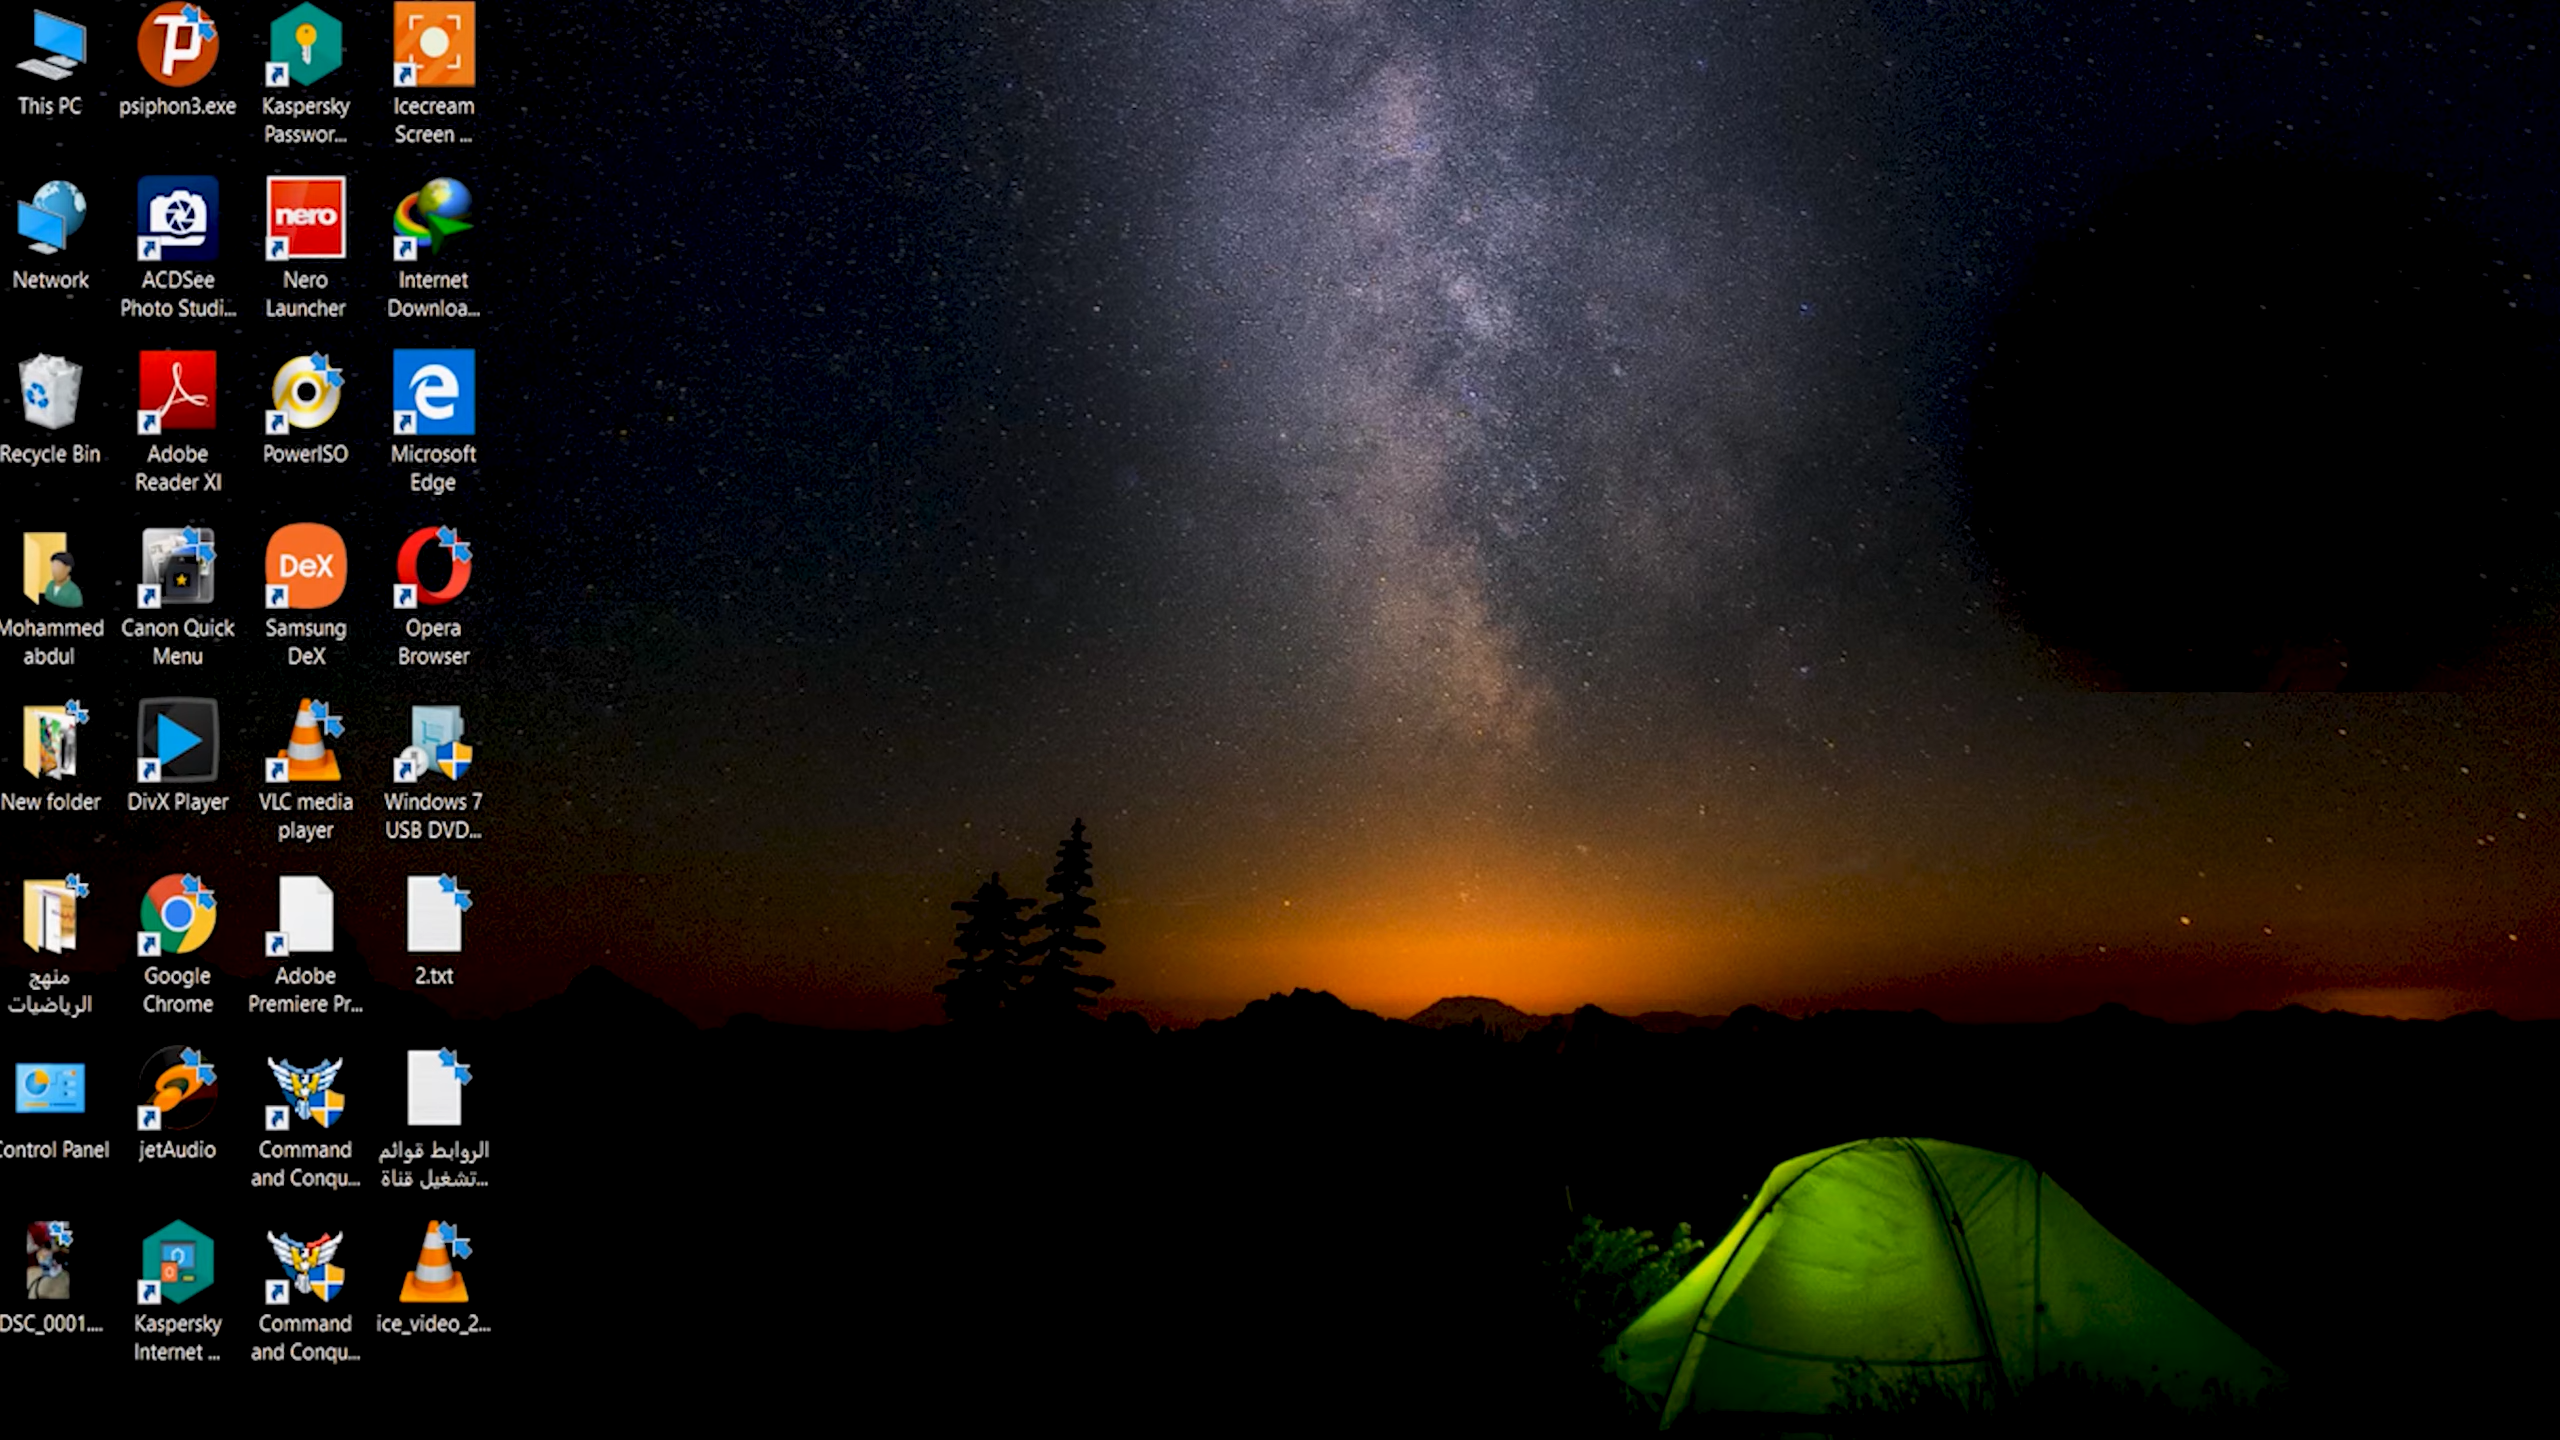 This PC
psiphon3.exe
Kaspersky
Passwor...
Icecream
Screen ...
Network
ACDSee
Photo Studi...
nero
Nero
Launcher
Internet
Downloa...
Recycle Bin
Adobe
Reader XI
PowerISO
Microsoft
Edge
Mohammed
abdul
Canon Quick
Menu
DeX
Samsung
DeX
Opera
Browser
New folder
DivX Player
VLC media
player
Windows 7
USB DVD...
منهج
الرياضيات
Google
Chrome
Adobe
Premiere Pr...
2.txt
Control Panel
jetAudio
Command
and Conqu...
الروابط قوائم
تشغيل قناة...
DSC_0001....
Kaspersky
Internet ...
Command
and Conqu...
ice_video_2...